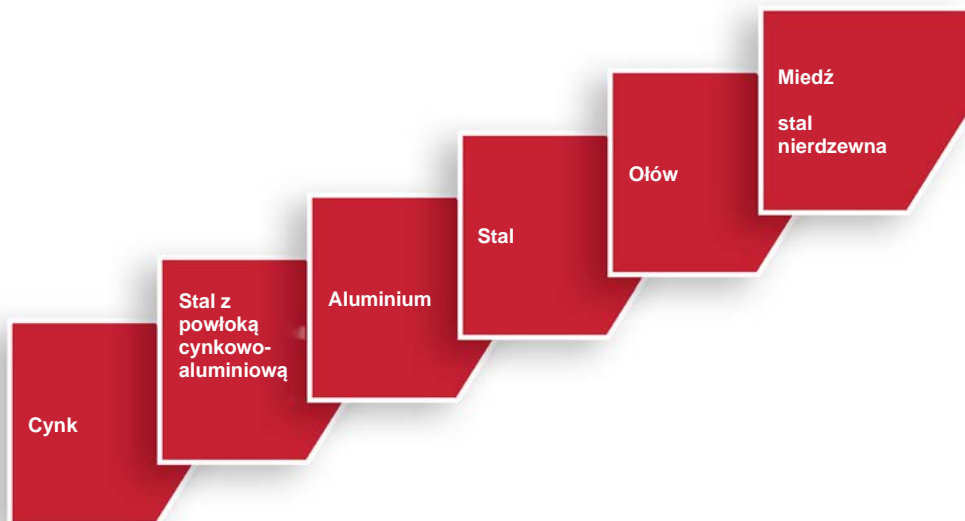 Cynk
Stal z
powłoką
cynkowo-
aluminiową
Aluminium
Stal
Ołów
Miedź
stal
nierdzewna